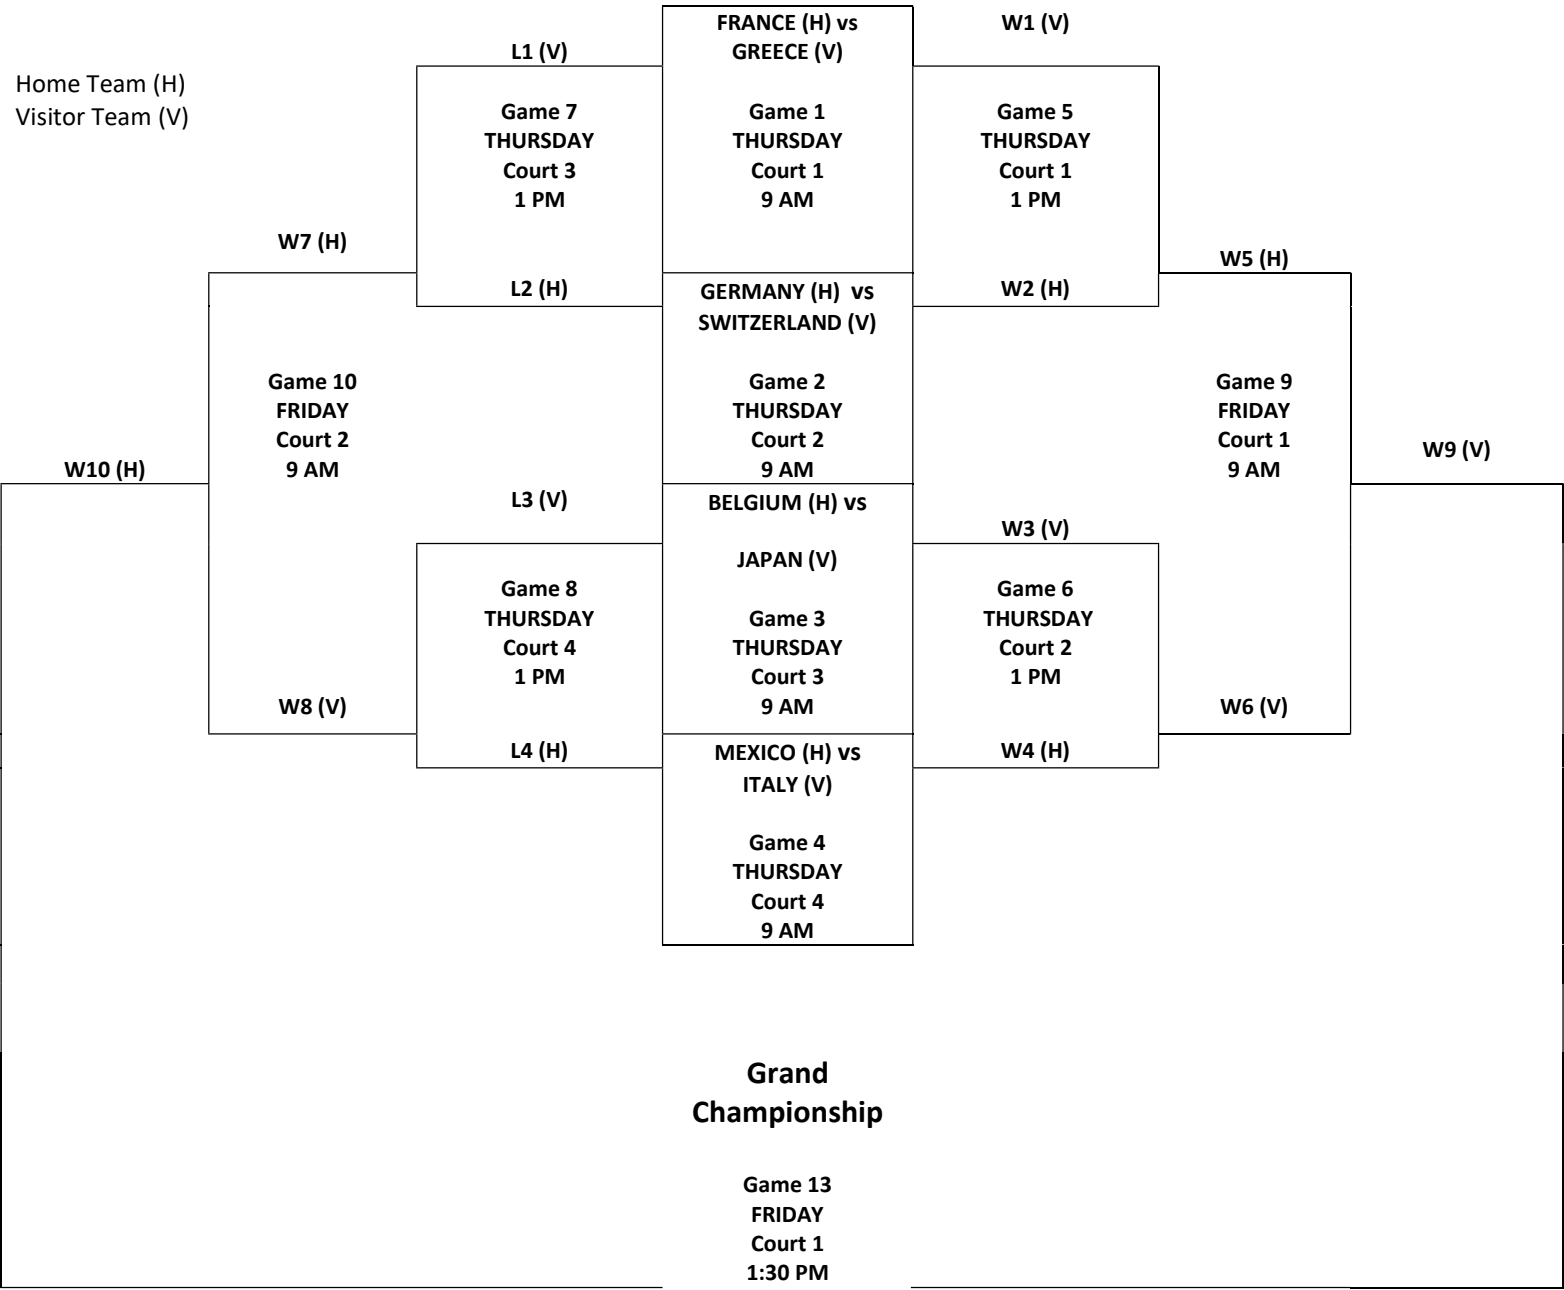 Home Team (H)
Visitor Team (V)
L1 (V)
Game 7
THURSDAY
Court 3
1 PM
L2 (H)
W7 (H)
Game 10
FRIDAY
Court 2
9 AM
W8 (V)
W10 (H)
L3 (V)
Game 8
THURSDAY
Court 4
1 PM
L4 (H)
FRANCE (H) vs
GREECE (V)
Game 1
THURSDAY
Court 1
9 AM
GERMANY (H) vs
SWITZERLAND (V)
Game 2
THURSDAY
Court 2
9 AM
BELGIUM (H) vs
JAPAN (V)
Game 3
THURSDAY
Court 3
9 AM
MEXICO (H) vs
ITALY (V)
Game 4
THURSDAY
Court 4
9 AM
W1 (V)
Game 5
THURSDAY
Court 1
1 PM
W2 (H)
W3 (V)
Game 6
THURSDAY
Court 2
1 PM
W4 (H)
W5 (H)
Game 9
FRIDAY
Court 1
9 AM
W6 (V)
W9 (V)
Grand
Championship
Game 13
FRIDAY
Court 1
1:30 PM